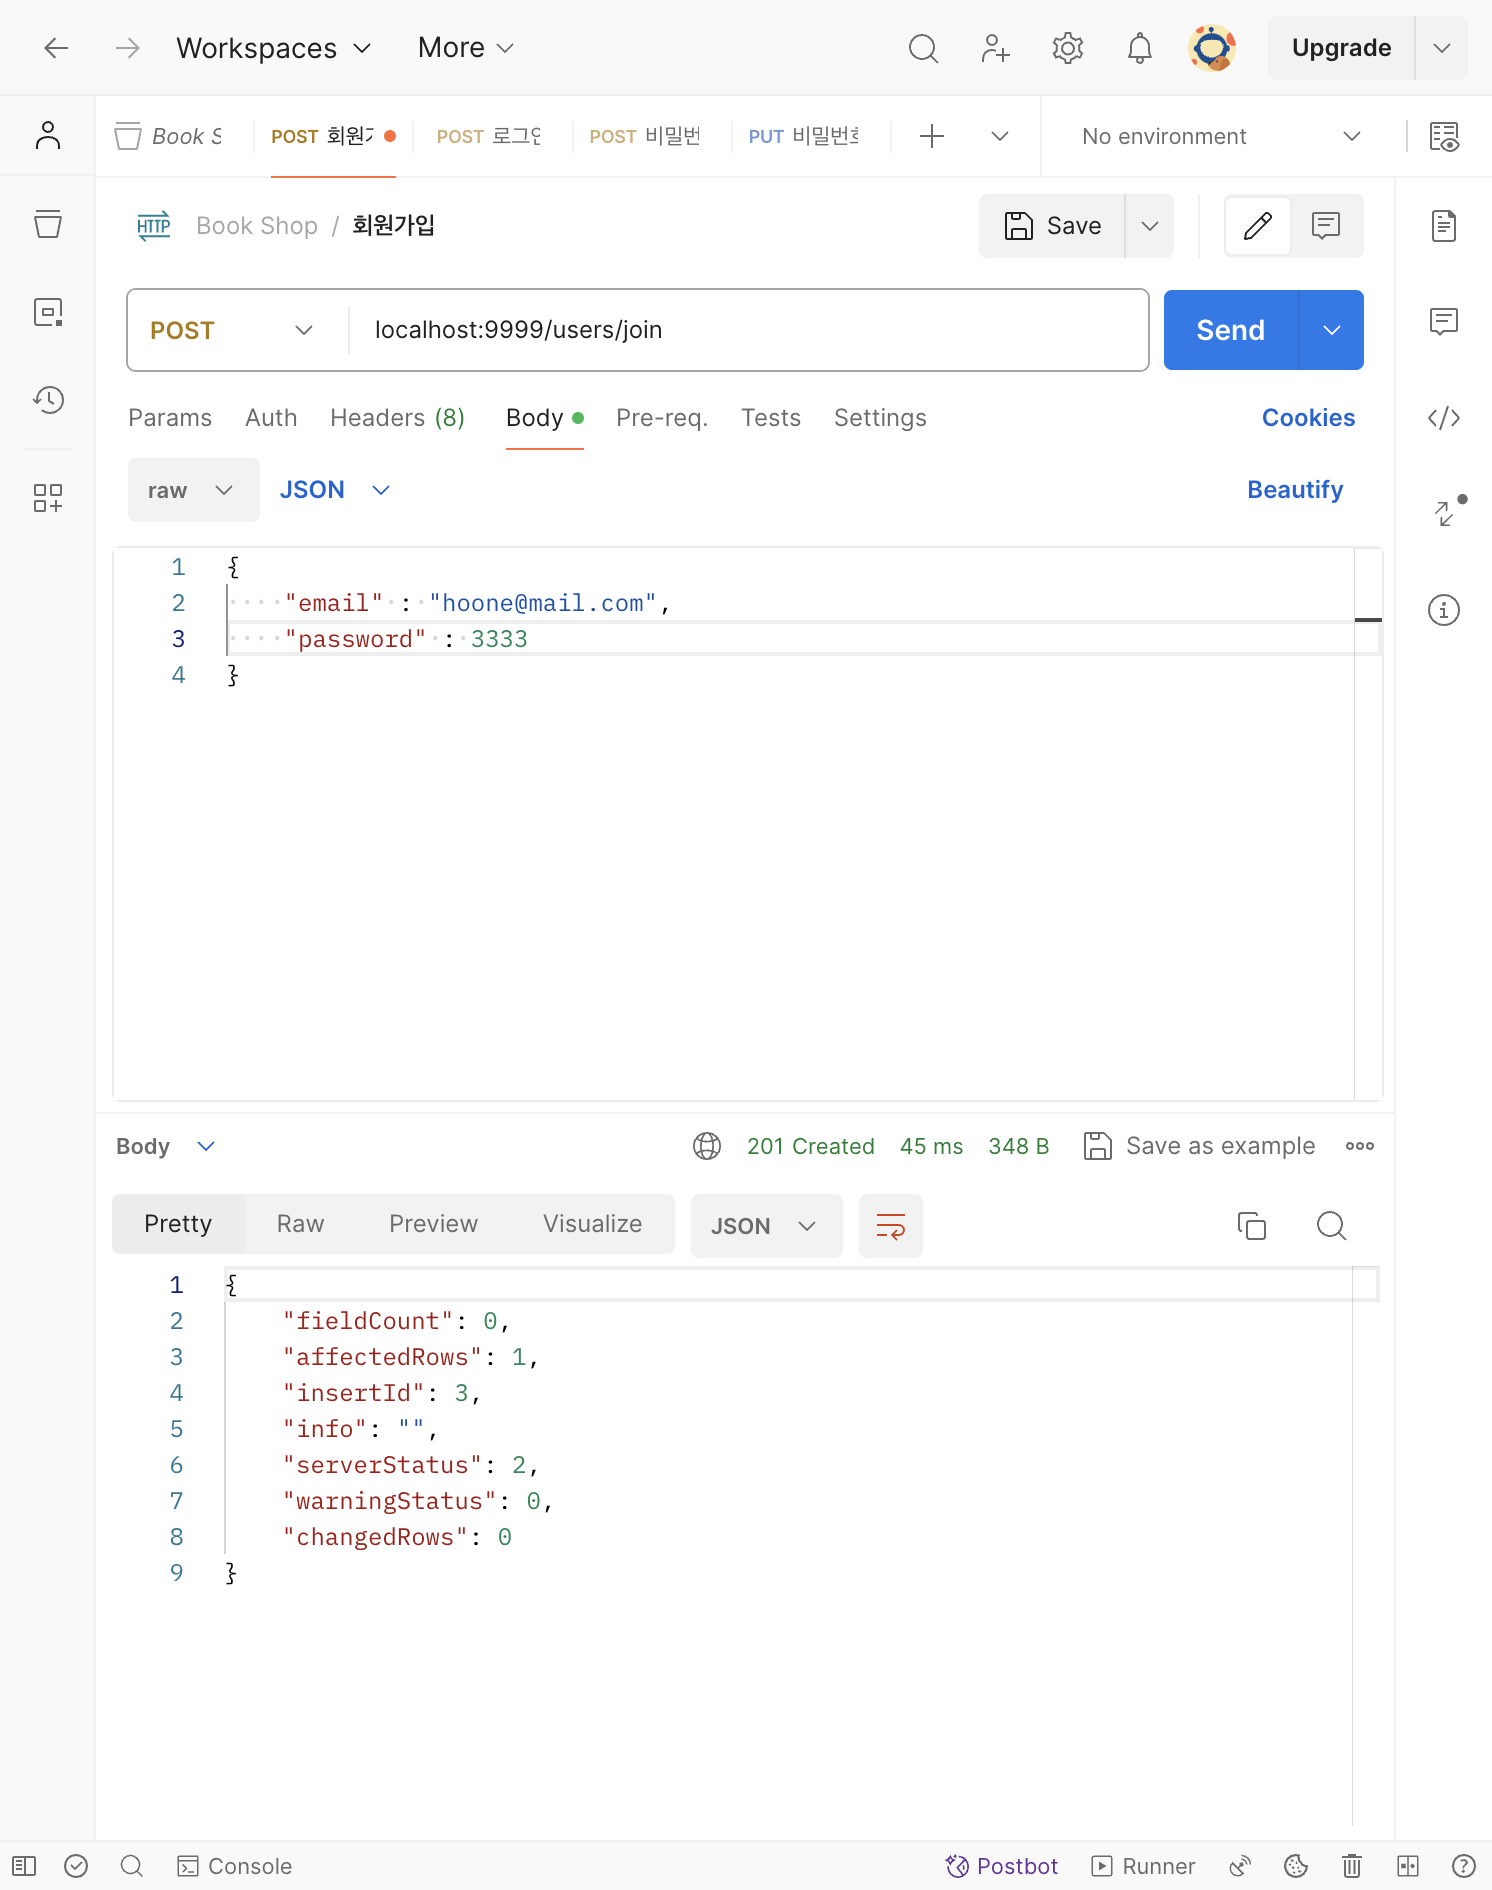 Workspaces More Upgrade
Book S POST 회원가 POST 로그인 POST 비밀번 PUT 비밀번호 No environment
HTTP Book Shop / 회원가입 Save
POST localhost:9999/users/join Send
Params Auth Headers (8) Body Pre-req. Tests Settings Cookies
raw JSON Beautify
1 {
2 "email" : "hoone@mail.com",
3 "password" : 3333
4 }
Body 201 Created 45 ms 348 B Save as example
Pretty Raw Preview Visualize JSON
1 {
2 "fieldCount": 0,
3 "affectedRows": 1,
4 "insertId": 3,
5 "info": "",
6 "serverStatus": 2,
7 "warningStatus": 0,
8 "changedRows": 0
9 }
Console Postbot Runner